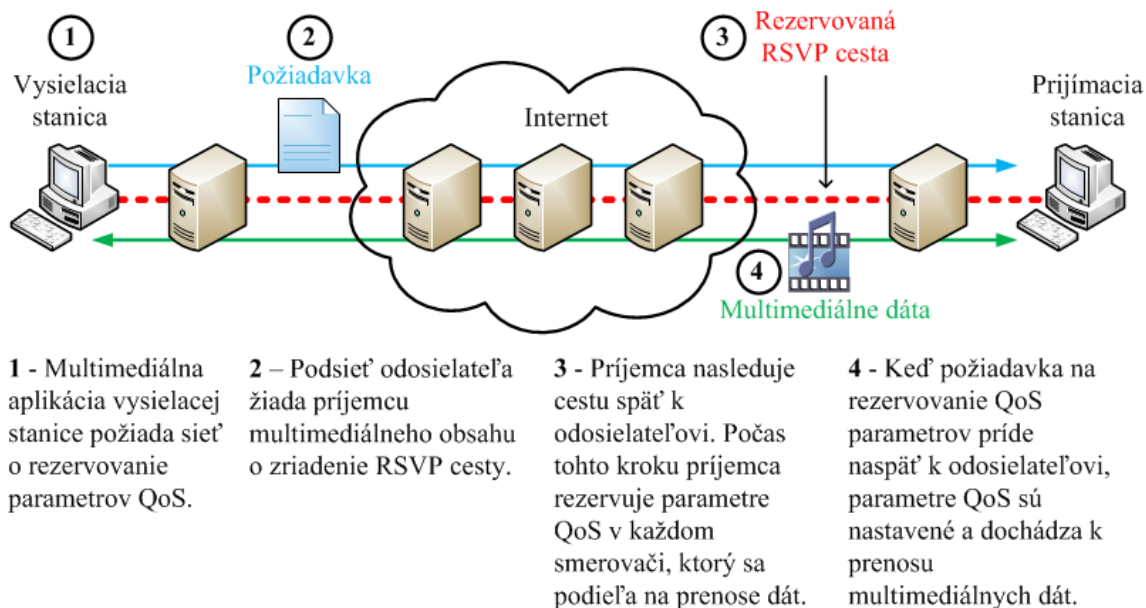 1
Vysielacia
stanica
2
Požiadavka
3
Rezervovaná
RSVP cesta
Internet
Prijímacia
stanica
4
Multimediálne dáta
1 - Multimediálna
aplikácia vysielacej
stanice požiada sieť
o rezervovanie
parametrov QoS.
2 – Podsieť odosielateľa
žiada príjemcu
multimediálneho obsahu
o zriadenie RSVP cesty.
3 - Príjemca nasleduje
cestu späť k
odosielateľovi. Počas
tohto kroku príjemca
rezervuje parametre
QoS v každom
smerovači, ktorý sa
podieľa na prenose dát.
4 - Keď požiadavka na
rezervovanie QoS
parametrov príde
naspäť k odosielateľovi,
parametre QoS sú
nastavené a dochádza k
prenosu
multimediálnych dát.